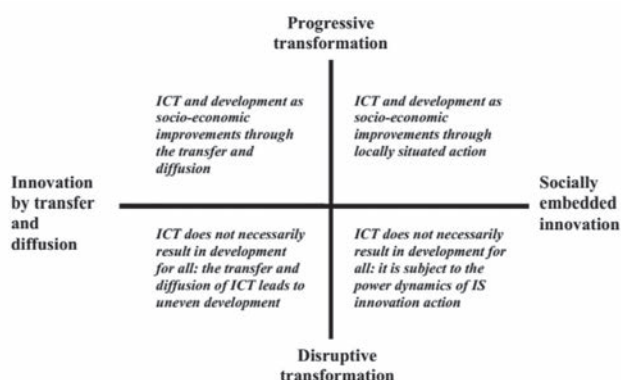 Progressive
transformation
ICT and development as
socio-economic
improvements through
the transfer and
diffusion
ICT and development as
socio-economic
improvements through
locally situated action
Innovation
by transfer
and
diffusion
Socially
embedded
innovation
ICT does not necessarily
result in development
for all: the transfer and
diffusion of ICT leads to
uneven development
ICT does not necessarily
result in development for
all: it is subject to the
power dynamics of IS
innovation action
Disruptive
transformation